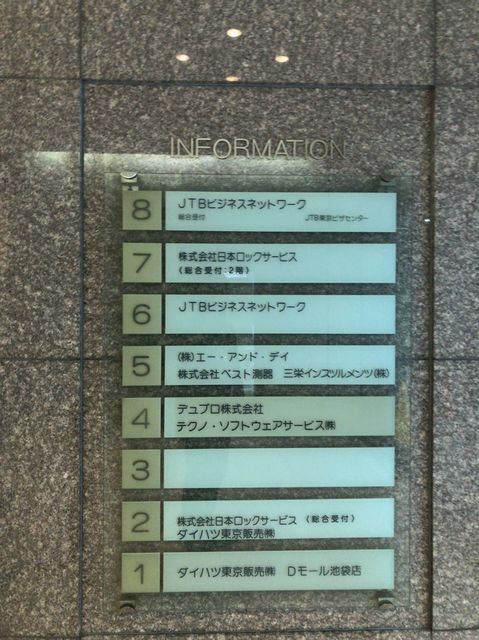 INFORMATION
8 JTBビジネスネットワーク
総合受付 JTB東京ビザセンター
7 株式会社日本ロックサービス
(総合受付:2階)
6 JTBビジネスネットワーク
5 (株)エー・アンド・デイ
株式会社ベスト測器 三栄インスツルメンツ(株)
4 デュプロ株式会社
テクノ・ソフトウェアサービス㈱
3
2 株式会社日本ロックサービス (総合受付)
ダイハツ東京販売㈱
1 ダイハツ東京販売㈱ Dモール池袋店